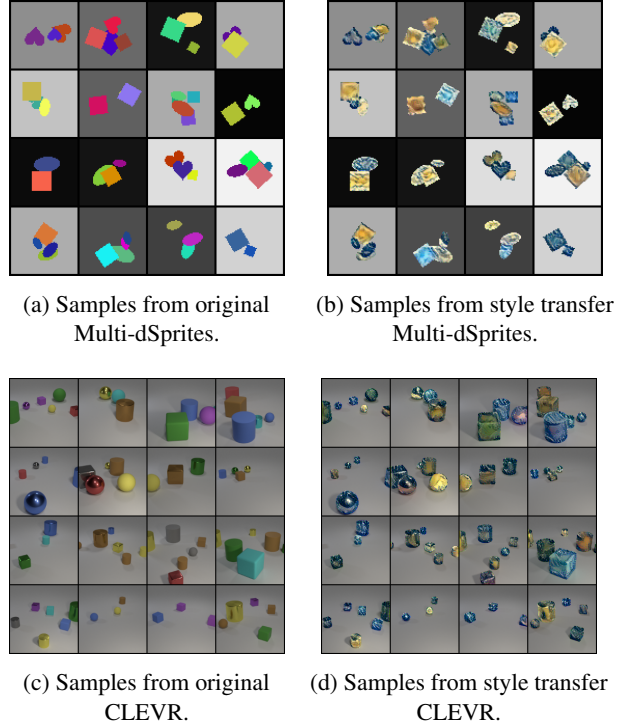 (a) Samples from original
Multi-dSprites.
(b) Samples from style transfer
Multi-dSprites.
(c) Samples from original
CLEVR.
(d) Samples from style transfer
CLEVR.